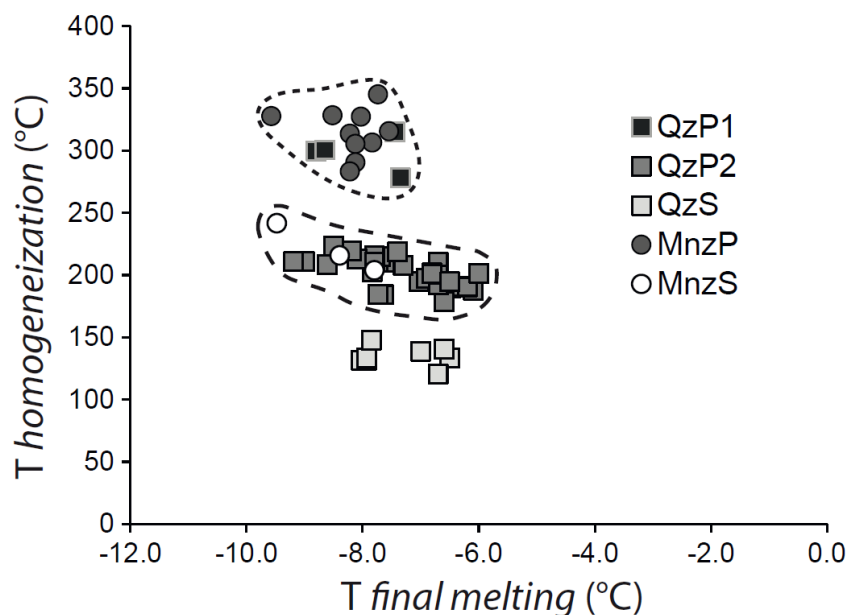 400
350
300
250
200
150
100
50
0
T homogeneization (°C)
QzP1
QzP2
QzS
MnzP
MnzS
-12.0 -10.0 -8.0 -6.0 -4.0 -2.0 0.0
T final melting (°C)